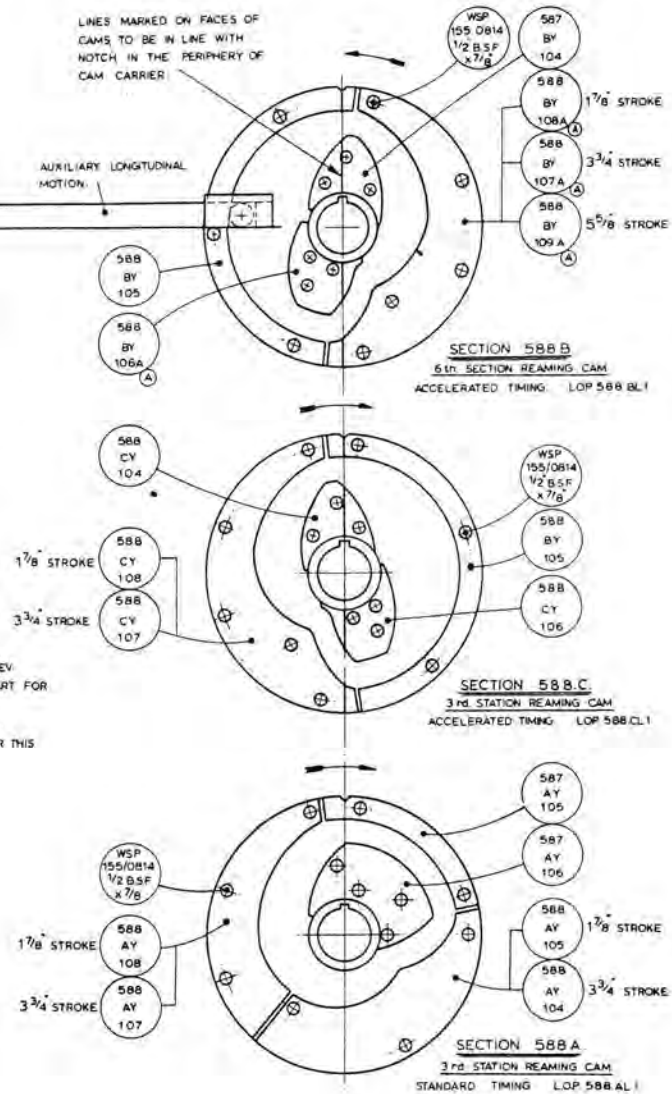 LINES MARKED ON FACES OF
CAMS TO BE IN LINE WITH
NOTCH IN THE PERIPHERY OF
CAM CARRIER
WSP
155 0814
1/2 B.S.F
x 7/8"
587
BY
104
588
BY
108A
A
1 7/8" STROKE
588
BY
107A
A
3 3/4" STROKE
588
BY
109A
A
5 5/8" STROKE
AUXILIARY LONGITUDINAL
MOTION.
588
BY
105
588
BY
106A
A
SECTION 588 B
6th. SECTION REAMING CAM
ACCELERATED TIMING. LOP 588 BL1
588
CY
104
WSP
155/0814
1/2" B.S.F
x 7/8"
588
BY
105
1 7/8" STROKE
588
CY
108
3 3/4" STROKE
588
CY
107
588
CY
106
EV
RT FOR
R THIS
SECTION 588.C.
3rd. STATION REAMING CAM
ACCELERATED TIMING LOP 588.CL1
587
AY
105
587
AY
106
WSP
155/0814
1/2 B.S.F
x 7/8
1 7/8" STROKE
588
AY
108
3 3/4" STROKE
588
AY
107
588
AY
105
1 7/8" STROKE
588
AY
104
3 3/4" STROKE
SECTION 588 A
3rd STATION REAMING CAM
STANDARD TIMING L.O.P. 588.AL1